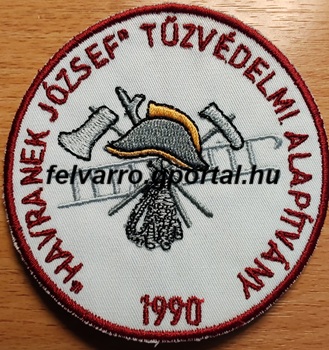 "HAVRANEK JÓZSEF" TŰZVÉDELMI ALAPÍTVÁNY
felvarro.gportal.hu
1990